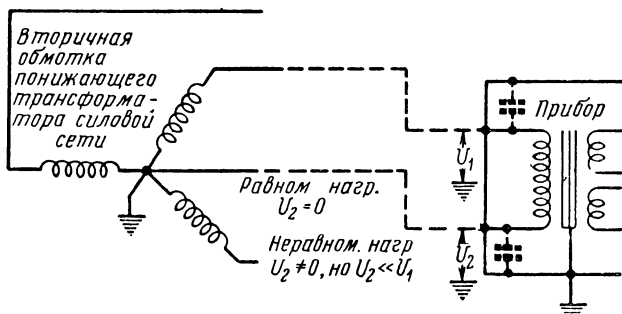 Вторичная
обмотка
понижающего
трансформа-
тора силовой
сети
Прибор
U₁
Равном нагр.
U₂=0
Неравном. нагр
U₂≠0, но U₂≪U₁
U₂